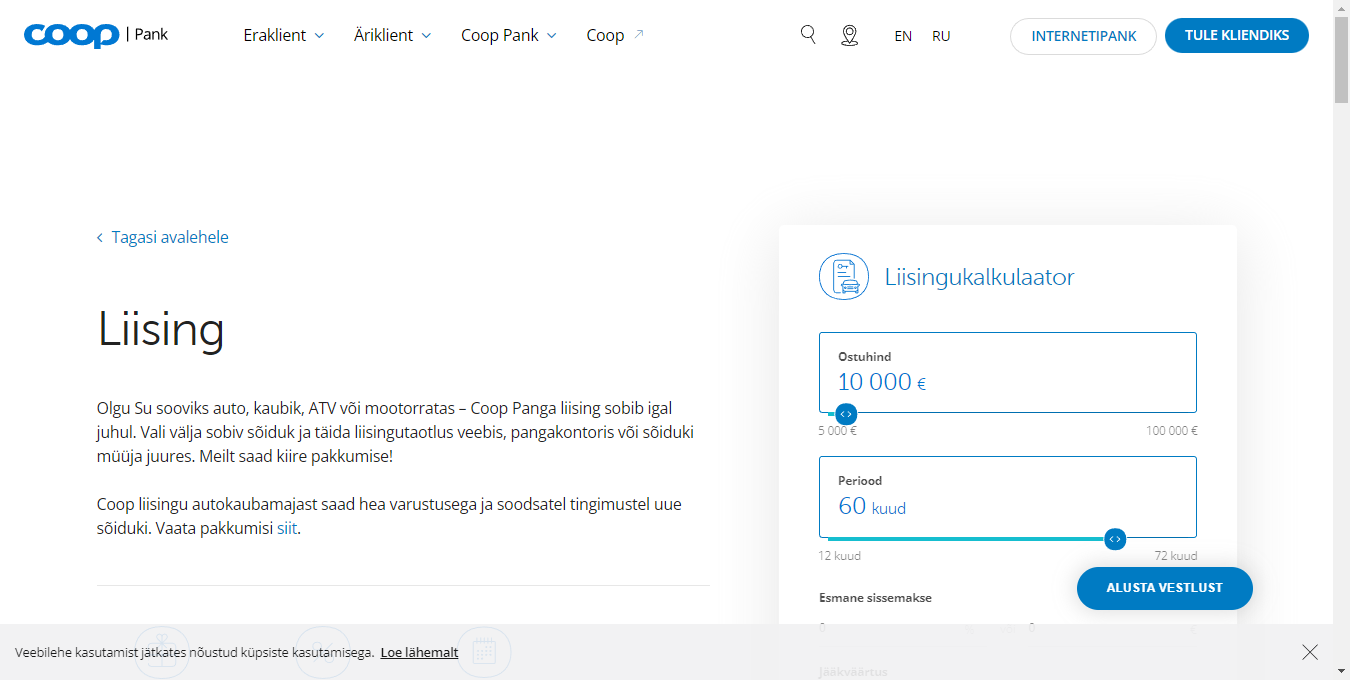 coop | Pank
Eraklient
Äriklient
Coop Pank
Coop
EN
RU
INTERNETIPANK
TULE KLIENDIKS
Tagasi avalehele
Liising
Olgu Su sooviks auto, kaubik, ATV või mootorratas – Coop Panga liising sobib igal
juhul. Vali välja sobiv sõiduk ja täida liisingutaotlus veebis, pangakontoris või sõiduki
müüja juures. Meilt saad kiire pakkumise!
Coop liisingu autokaubamajast saad hea varustusega ja soodsatel tingimustel uue
sõiduki. Vaata pakkumisi siit.
Liisingukalkulaator
Ostuhind
10 000 €
5 000 €
100 000 €
Periood
60 kuud
12 kuud
72 kuud
ALUSTA VESTLUST
Esmane sissemakse
0
0
Jääkväärtus
Veebilehe kasutamist jätkates nõustud küpsiste kasutamisega. Loe lähemalt